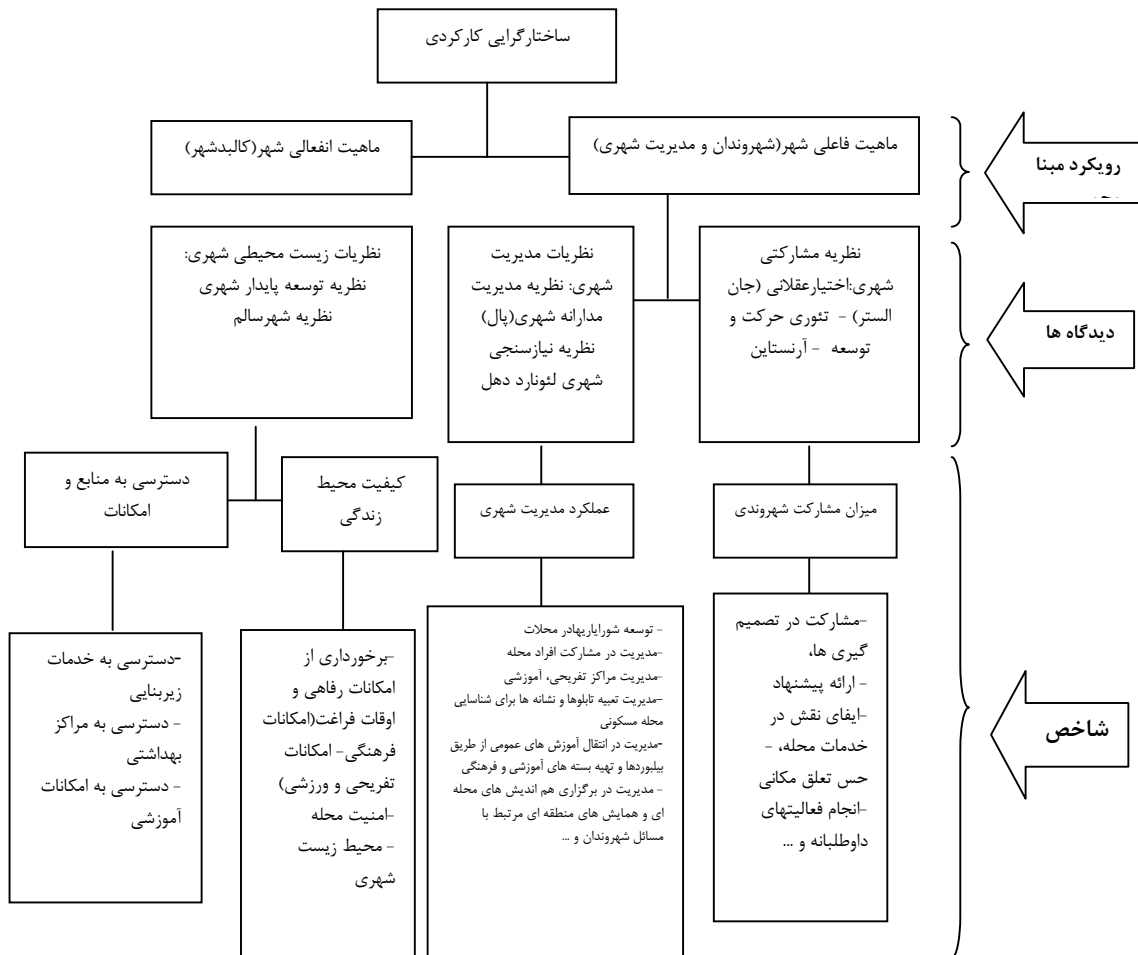 ساختارگرایی کارکردی
ماهیت فاعلی شهر(شهروندان و مدیریت شهری)
ماهیت انفعالی شهر(کالبدشهر)
رویکرد مبنا
نظریه مشارکتی
شهری:اختیارعقلانی (جان
الستر) - تئوری حرکت و
توسعه - آرنستاین
نظریات مدیریت
شهری: نظریه مدیریت
مدارانه شهری(پال)
نظریه نیازسنجی
شهری لئونارد دهل
نظریات زیست محیطی شهری:
نظریه توسعه پایدار شهری
نظریه شهرسالم
دیدگاه ها
میزان مشارکت شهروندی
عملکرد مدیریت شهری
کیفیت محیط
زندگی
دسترسی به منابع و
امکانات
-مشارکت در تصمیم
گیری ها،
- ارائه پیشنهاد
-ایفای نقش در
خدمات محله، -
حس تعلق مکانی
-انجام فعالیتهای
داوطلبانه و ...
- توسعه شورایاریهادر محلات
-مدیریت در مشارکت افراد محله
-مدیریت مراکز تفریحی، آموزشی
-مدیریت تعبیه تابلوها و نشانه ها برای شناسایی
محله مسکونی
-مدیریت در انتقال آموزش های عمومی از طریق
بیلبوردها و تهیه بسته های آموزشی و فرهنگی
- مدیریت در برگزاری هم اندیش های محله
ای و همایش های منطقه ای مرتبط با
مسائل شهروندان و ...
-برخورداری از
امکانات رفاهی و
اوقات فراغت(امکانات
فرهنگی- امکانات
تفریحی و ورزشی)
-امنیت محله
- محیط زیست
شهری
-دسترسی به خدمات
زیربنایی
- دسترسی به مراکز
بهداشتی
- دسترسی به امکانات
آموزشی
شاخص